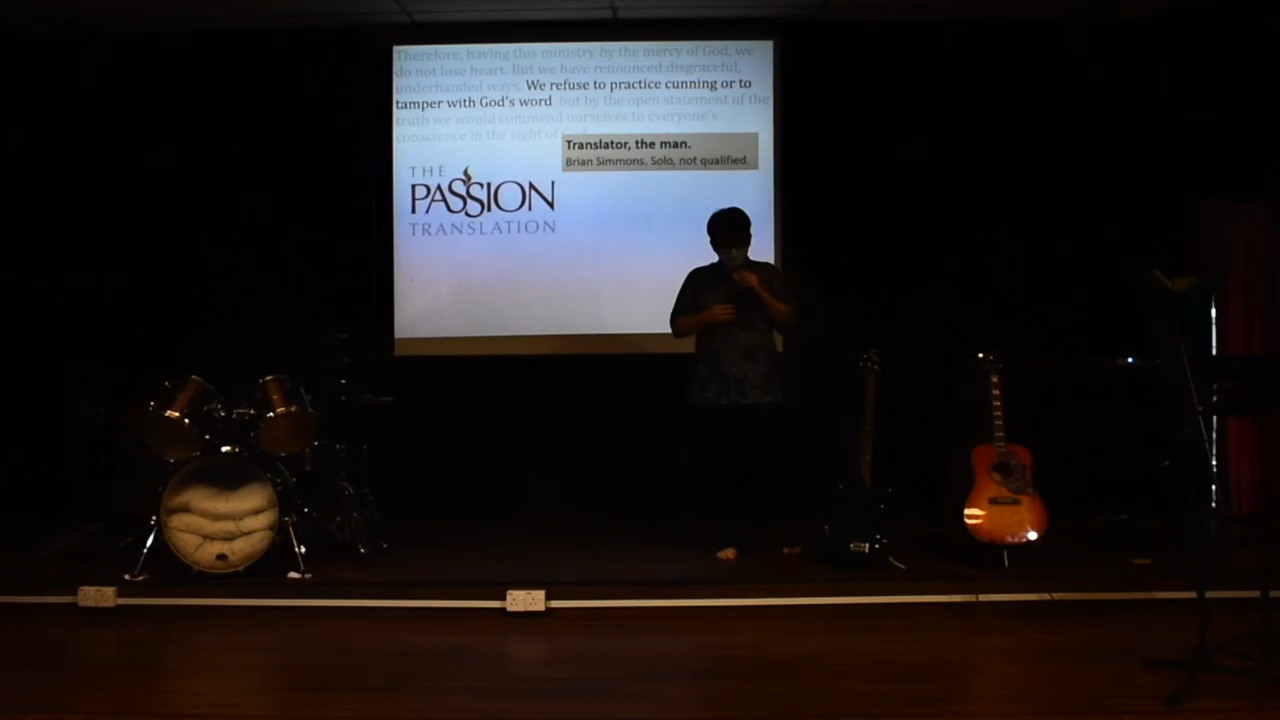 Therefore, having this ministry by the mercy of God, we
do not lose heart. But we have renounced disgraceful,
underhanded ways. We refuse to practice cunning or to
tamper with God's word, but by the open statement of the
truth we would commend ourselves to everyone's
conscience in the sight of
Translator, the man.
Brian Simmons. Solo, not qualified.
THE
PASSION
TRANSLATION